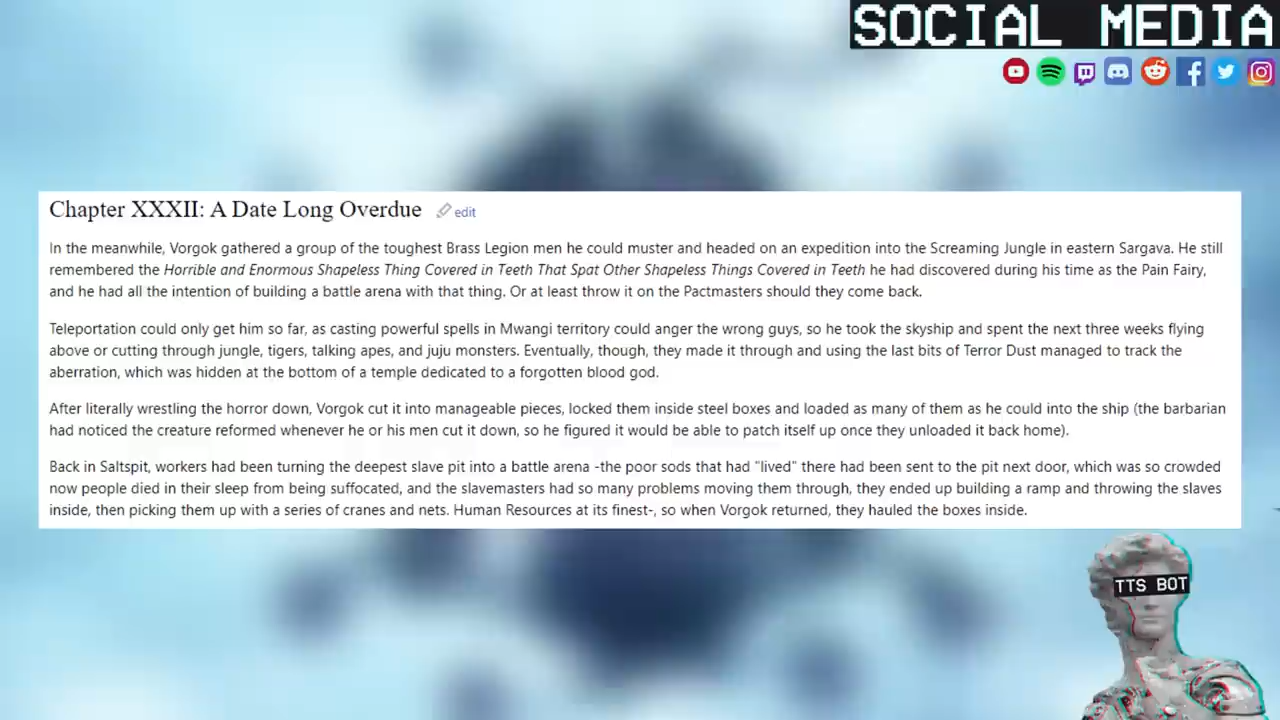 SOCIAL MEDIA
Chapter XXXII: A Date Long Overdue edit
In the meanwhile, Vorgok gathered a group of the toughest Brass Legion men he could muster and headed on an expedition into the Screaming Jungle in eastern Sargava. He still
remembered the Horrible and Enormous Shapeless Thing Covered in Teeth That Spat Other Shapeless Things Covered in Teeth he had discovered during his time as the Pain Fairy,
and he had all the intention of building a battle arena with that thing. Or at least throw it on the Pactmasters should they come back.
Teleportation could only get him so far, as casting powerful spells in Mwangi territory could anger the wrong guys, so he took the skyship and spent the next three weeks flying
above or cutting through jungle, tigers, talking apes, and juju monsters. Eventually, though, they made it through and using the last bits of Terror Dust managed to track the
aberration, which was hidden at the bottom of a temple dedicated to a forgotten blood god.
After literally wrestling the horror down, Vorgok cut it into manageable pieces, locked them inside steel boxes and loaded as many of them as he could into the ship (the barbarian
had noticed the creature reformed whenever he or his men cut it down, so he figured it would be able to patch itself up once they unloaded it back home).
Back in Saltspit, workers had been turning the deepest slave pit into a battle arena -the poor sods that had "lived" there had been sent to the pit next door, which was so crowded
now people died in their sleep from being suffocated, and the slavemasters had so many problems moving them through, they ended up building a ramp and throwing the slaves
inside, then picking them up with a series of cranes and nets. Human Resources at its finest-, so when Vorgok returned, they hauled the boxes inside.
TTS BOT